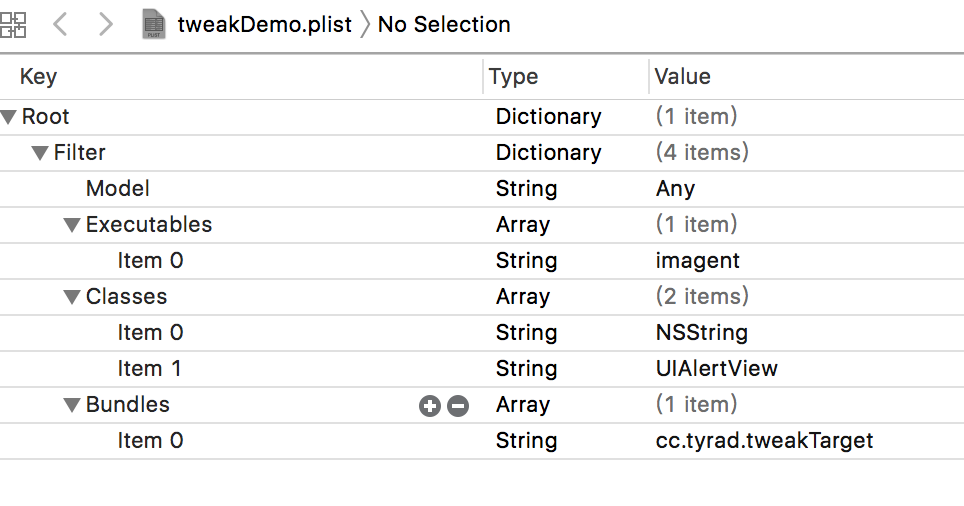 tweakDemo.plist No Selection
Key Type Value
Root Dictionary (1 item)
Filter Dictionary (4 items)
Model String Any
Executables Array (1 item)
Item 0 String imagent
Classes Array (2 items)
Item 0 String NSString
Item 1 String UIAlertView
Bundles Array (1 item)
Item 0 String cc.tyrad.tweakTarget